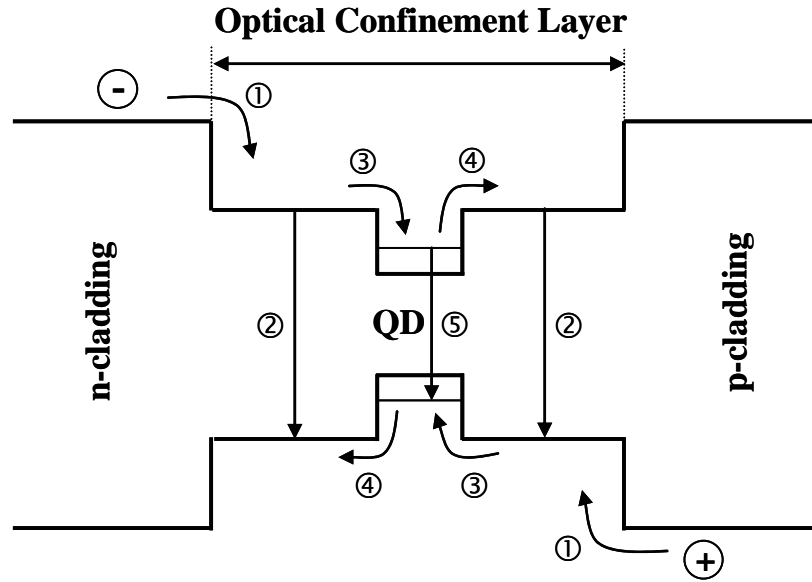 Optical Confinement Layer
-
①
③
④
n-cladding
②
QD
⑤
②
p-cladding
④
③
①
+